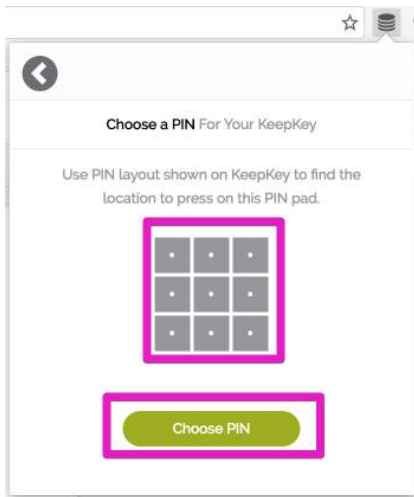 Choose a PIN For Your KeepKey
Use PIN layout shown on KeepKey to find the
location to press on this PIN pad.
Choose PIN